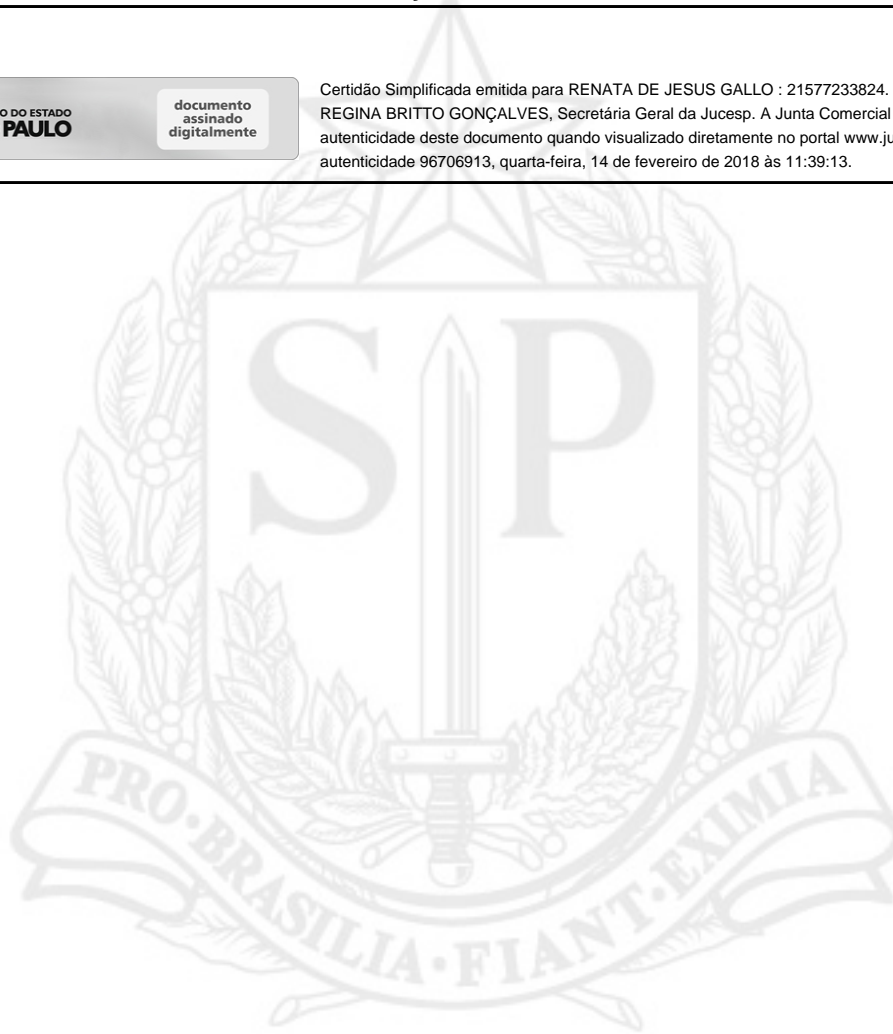 O DO ESTADO
PAULO
documento
assinado
digitalmente
Certidão Simplificada emitida para RENATA DE JESUS GALLO : 21577233824.
REGINA BRITTO GONÇALVES, Secretária Geral da Jucesp. A Junta Comercial
autenticidade deste documento quando visualizado diretamente no portal www.ju
autenticidade 96706913, quarta-feira, 14 de fevereiro de 2018 às 11:39:13.
S P
PRO·BRASILIA·FIANT·EXIMIA